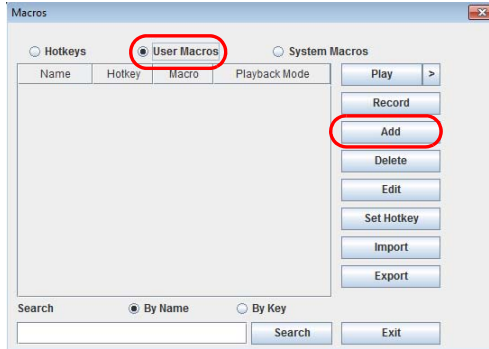 Macros
Hotkeys User Macros System Macros
Name Hotkey Macro Playback Mode Play >
Record
Add
Delete
Edit
Set Hotkey
Import
Export
Search By Name By Key
Search Exit